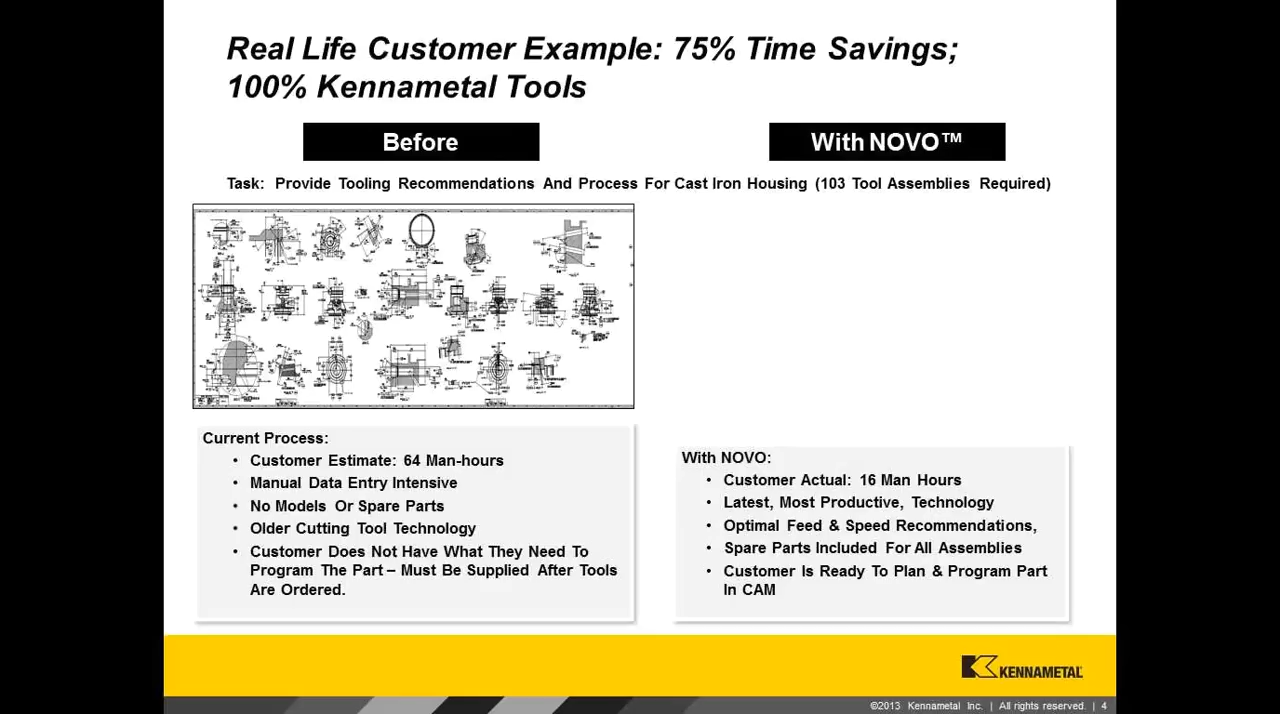 Real Life Customer Example: 75% Time Savings;
100% Kennametal Tools
Before
With NOVO™
Task: Provide Tooling Recommendations And Process For Cast Iron Housing (103 Tool Assemblies Required)
Current Process:
• Customer Estimate: 64 Man-hours
• Manual Data Entry Intensive
• No Models Or Spare Parts
• Older Cutting Tool Technology
• Customer Does Not Have What They Need To
Program The Part – Must Be Supplied After Tools
Are Ordered.
With NOVO:
• Customer Actual: 16 Man Hours
• Latest, Most Productive, Technology
• Optimal Feed & Speed Recommendations,
• Spare Parts Included For All Assemblies
• Customer Is Ready To Plan & Program Part
In CAM
KENNAMETAL
©2013 Kennametal Inc. | All rights reserved. | 4